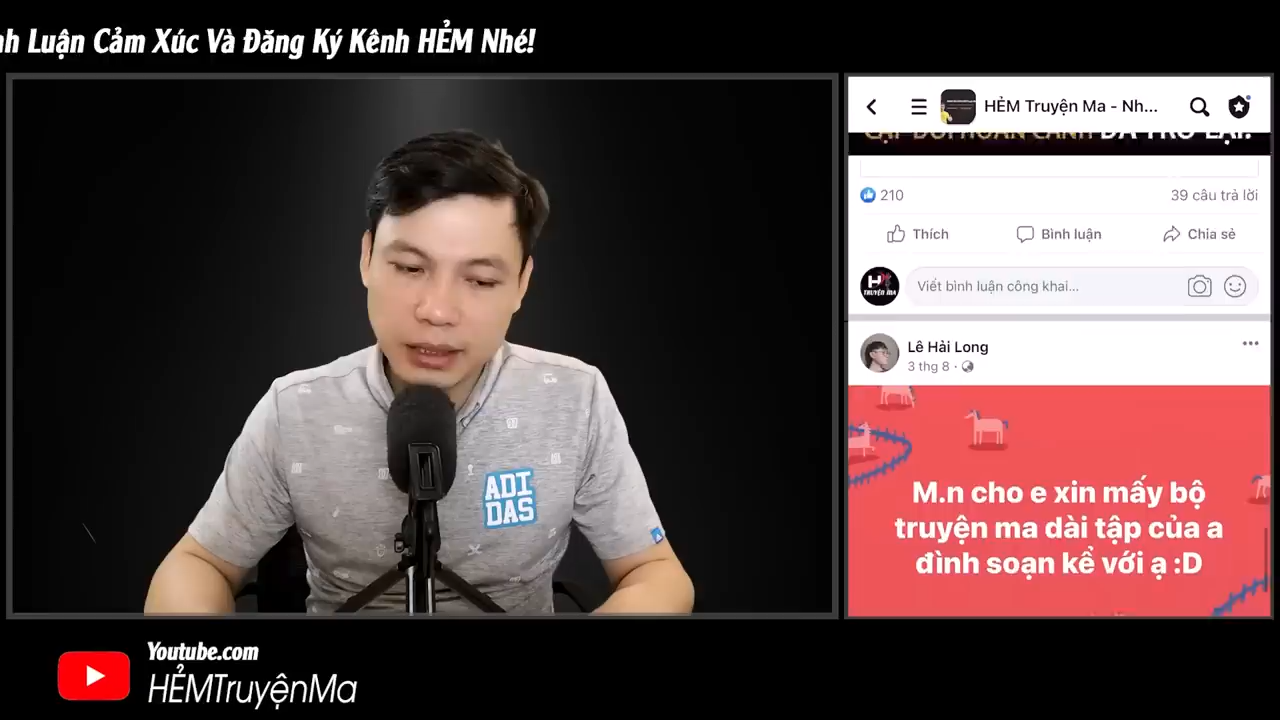 nh Luận Cảm Xúc Và Đăng Ký Kênh HẺM Nhé!
HẺM Truyện Ma - Nh...
210
39 câu trả lời
Thích
Bình luận
Chia sẻ
TRUYỆN MA
Viết bình luận công khai...
Lê Hải Long
3 thg 8 ·
M.n cho e xin mấy bộ
truyện ma dài tập của a
đình soạn kể với ạ :D
ADI
DAS
Youtube.com
HẺMTruyệnMa